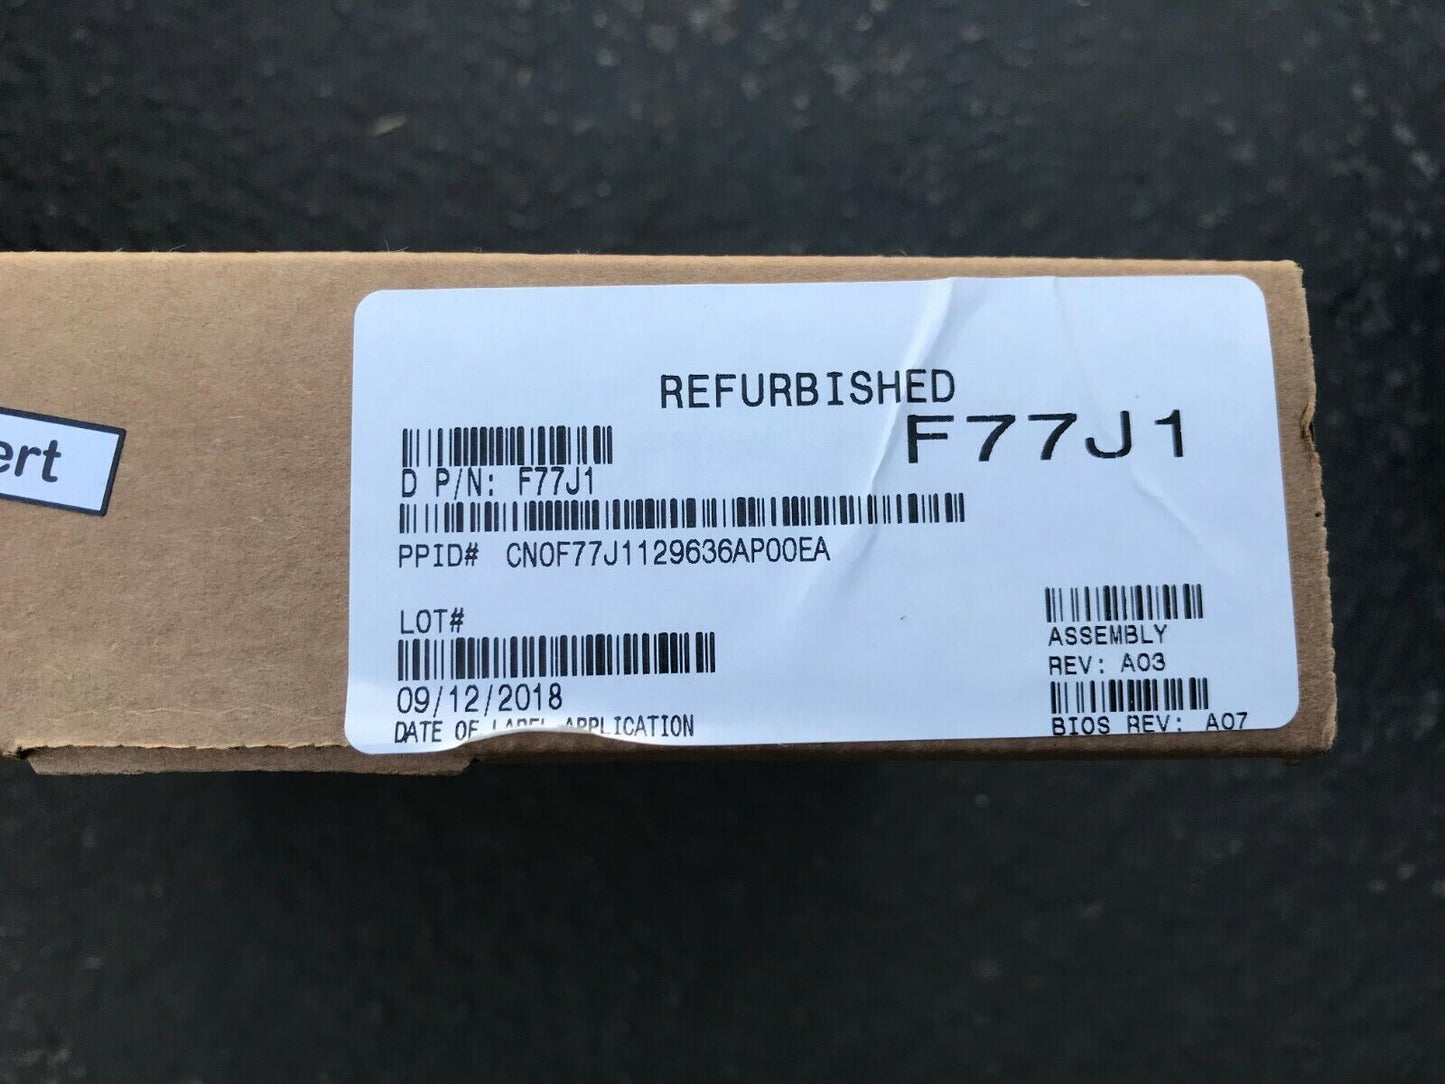 ert
REFURBISHED
F77J1
D P/N: F77J1
PPID# CN0F77J1129636AP00EA
LOT#
09/12/2018
DATE OF LABEL APPLICATION
ASSEMBLY
REV: A03
BIOS REV: A07